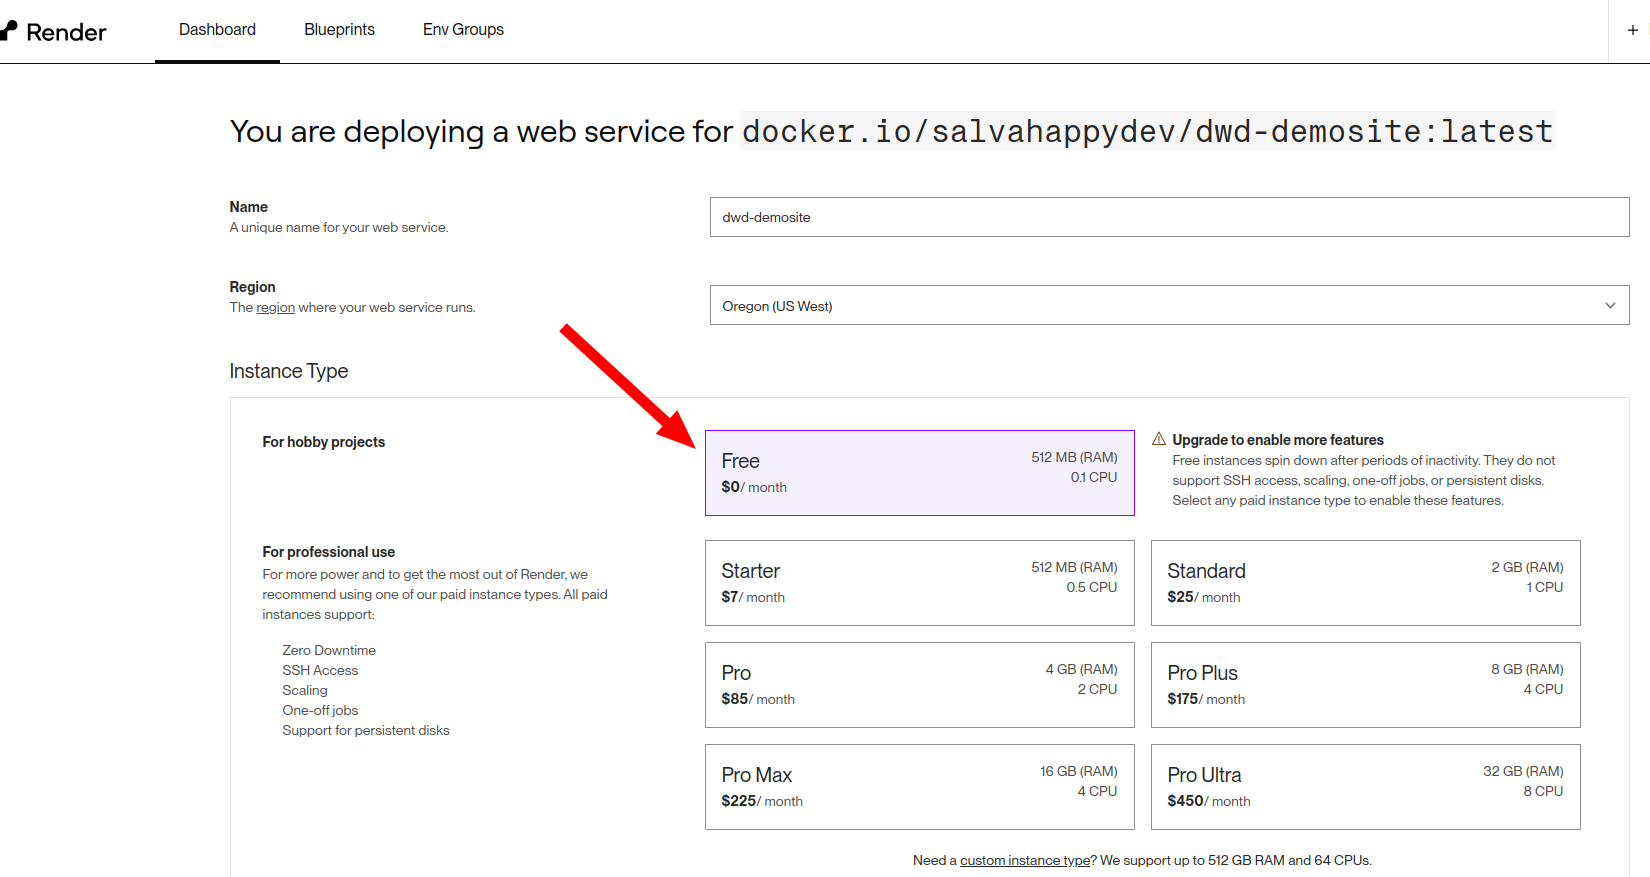 Render
Dashboard
Blueprints
Env Groups
+
You are deploying a web service for docker.io/salvahappydev/dwd-demosite:latest
Name
A unique name for your web service.
dwd-demosite
Region
The region where your web service runs.
Oregon (US West)
Instance Type
For hobby projects
Free
$0/ month
512 MB (RAM)
0.1 CPU
Upgrade to enable more features
Free instances spin down after periods of inactivity. They do not
support SSH access, scaling, one-off jobs, or persistent disks.
Select any paid instance type to enable these features.
For professional use
For more power and to get the most out of Render, we
recommend using one of our paid instance types. All paid
instances support:
Zero Downtime
SSH Access
Scaling
One-off jobs
Support for persistent disks
Starter
$7/ month
512 MB (RAM)
0.5 CPU
Standard
$25/ month
2 GB (RAM)
1 CPU
Pro
$85/ month
4 GB (RAM)
2 CPU
Pro Plus
$175/ month
8 GB (RAM)
4 CPU
Pro Max
$225/ month
16 GB (RAM)
4 CPU
Pro Ultra
$450/ month
32 GB (RAM)
8 CPU
Need a custom instance type? We support up to 512 GB RAM and 64 CPUs.